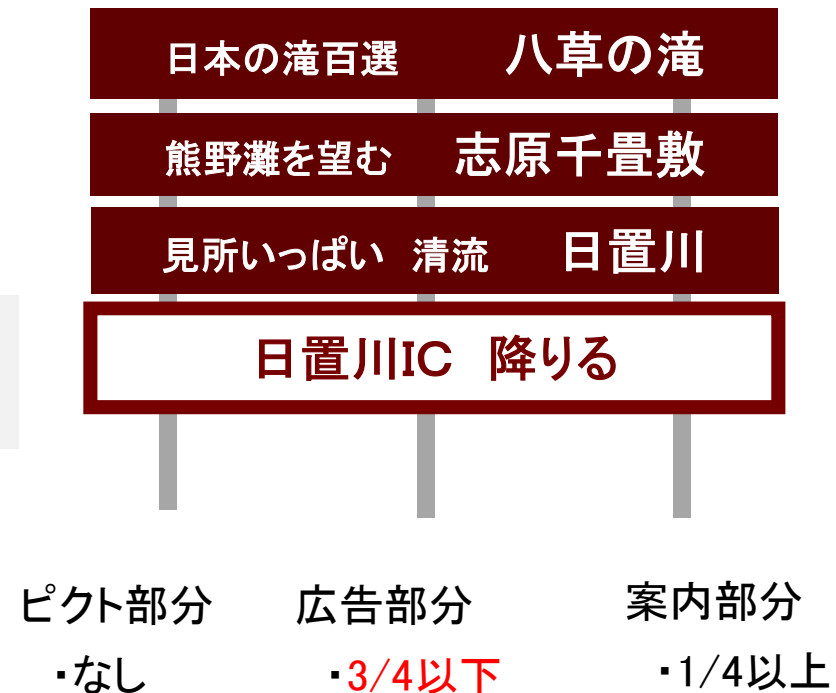 日本の滝百選 八草の滝
熊野灘を望む 志原千畳敷
見所いっぱい 清流 日置川
日置川IC 降りる
ピクト部分 広告部分 案内部分
・なし ・3/4以下 ・1/4以上